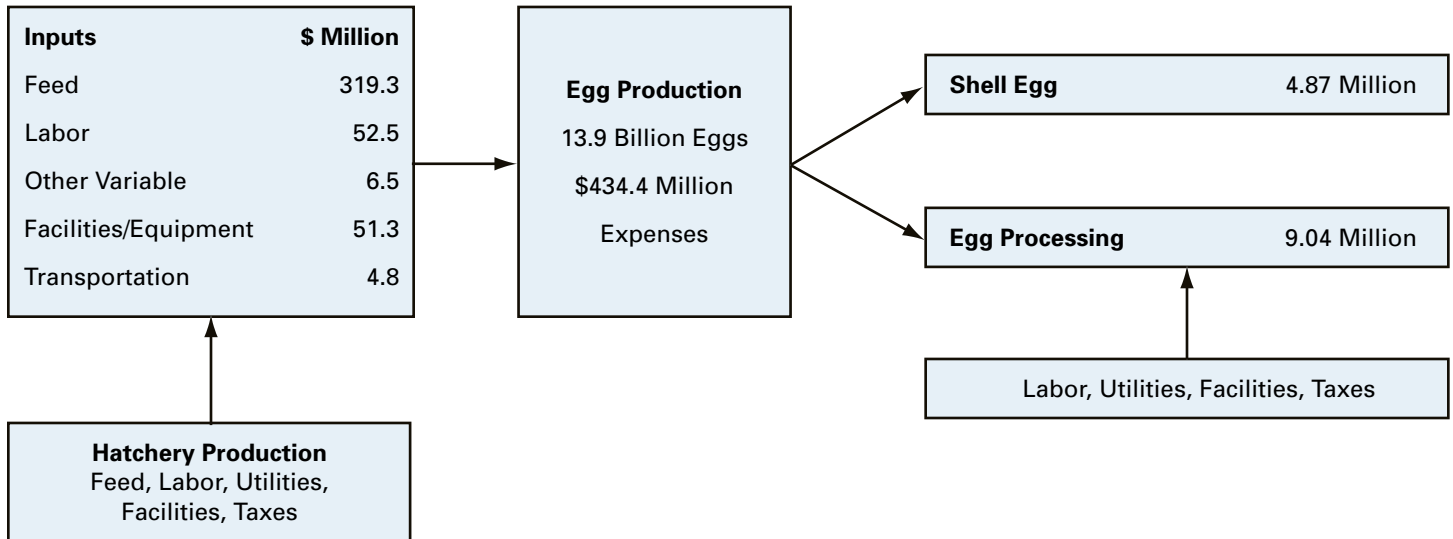 Inputs $ Million
Feed 319.3
Labor 52.5
Other Variable 6.5
Facilities/Equipment 51.3
Transportation 4.8
Hatchery Production
Feed, Labor, Utilities,
Facilities, Taxes
Egg Production
13.9 Billion Eggs
$434.4 Million
Expenses
Shell Egg 4.87 Million
Egg Processing 9.04 Million
Labor, Utilities, Facilities, Taxes